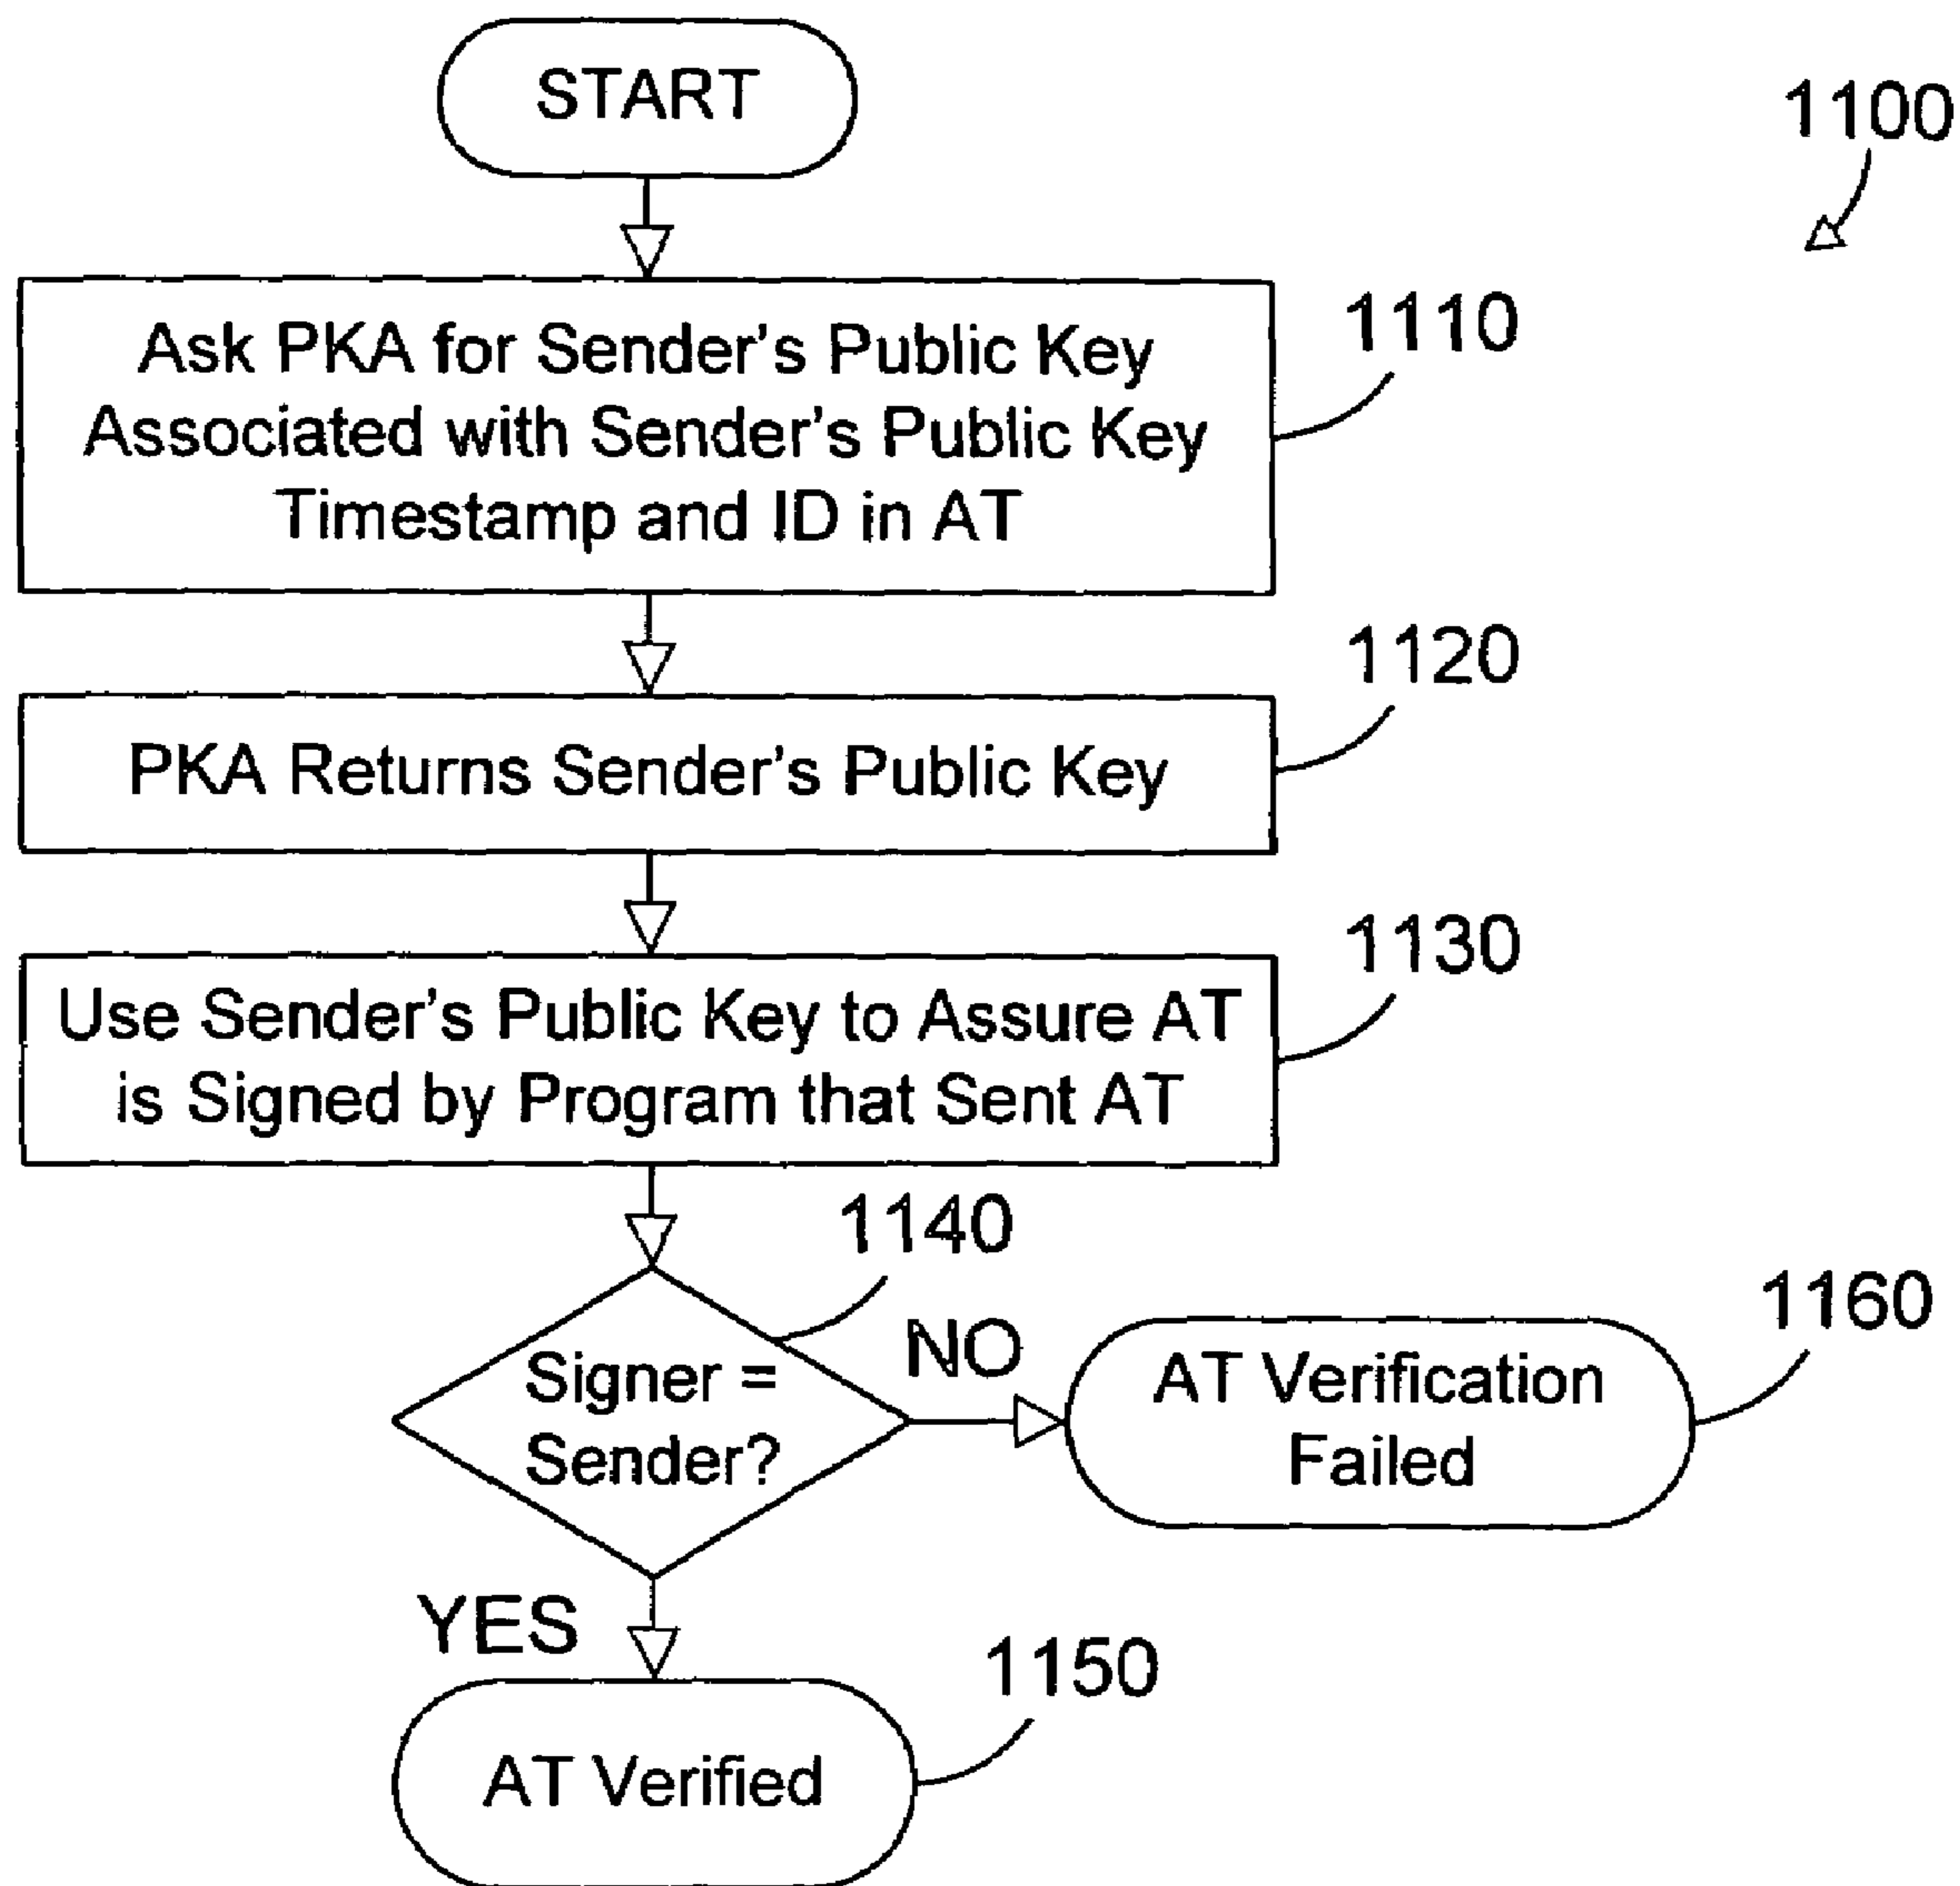 START
1100
Ask PKA for Sender's Public Key
Associated with Sender's Public Key
Timestamp and ID in AT
1110
PKA Returns Sender's Public Key
1120
Use Sender's Public Key to Assure AT
is Signed by Program that Sent AT
1130
1140
Signer =
Sender?
NO
AT Verification
Failed
1160
YES
AT Verified
1150